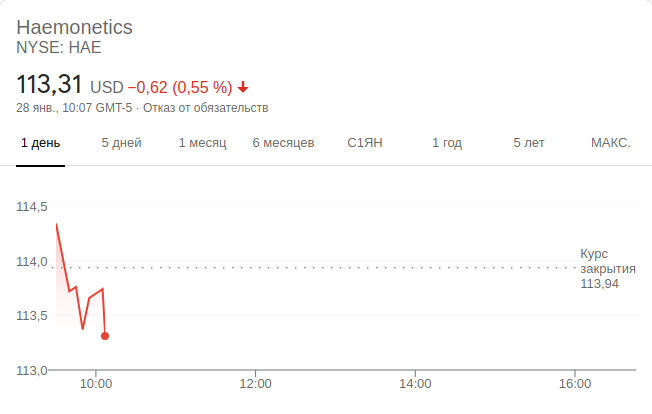 Haemonetics
NYSE: HAE
113,31 USD −0,62 (0,55 %)
28 янв., 10:07 GMT-5 · Отказ от обязательств
1 день 5 дней 1 месяц 6 месяцев С1ЯН 1 год 5 лет МАКС.
114,5
114,0
113,5
113,0
Курс
закрытия
113,94
10:00 12:00 14:00 16:00